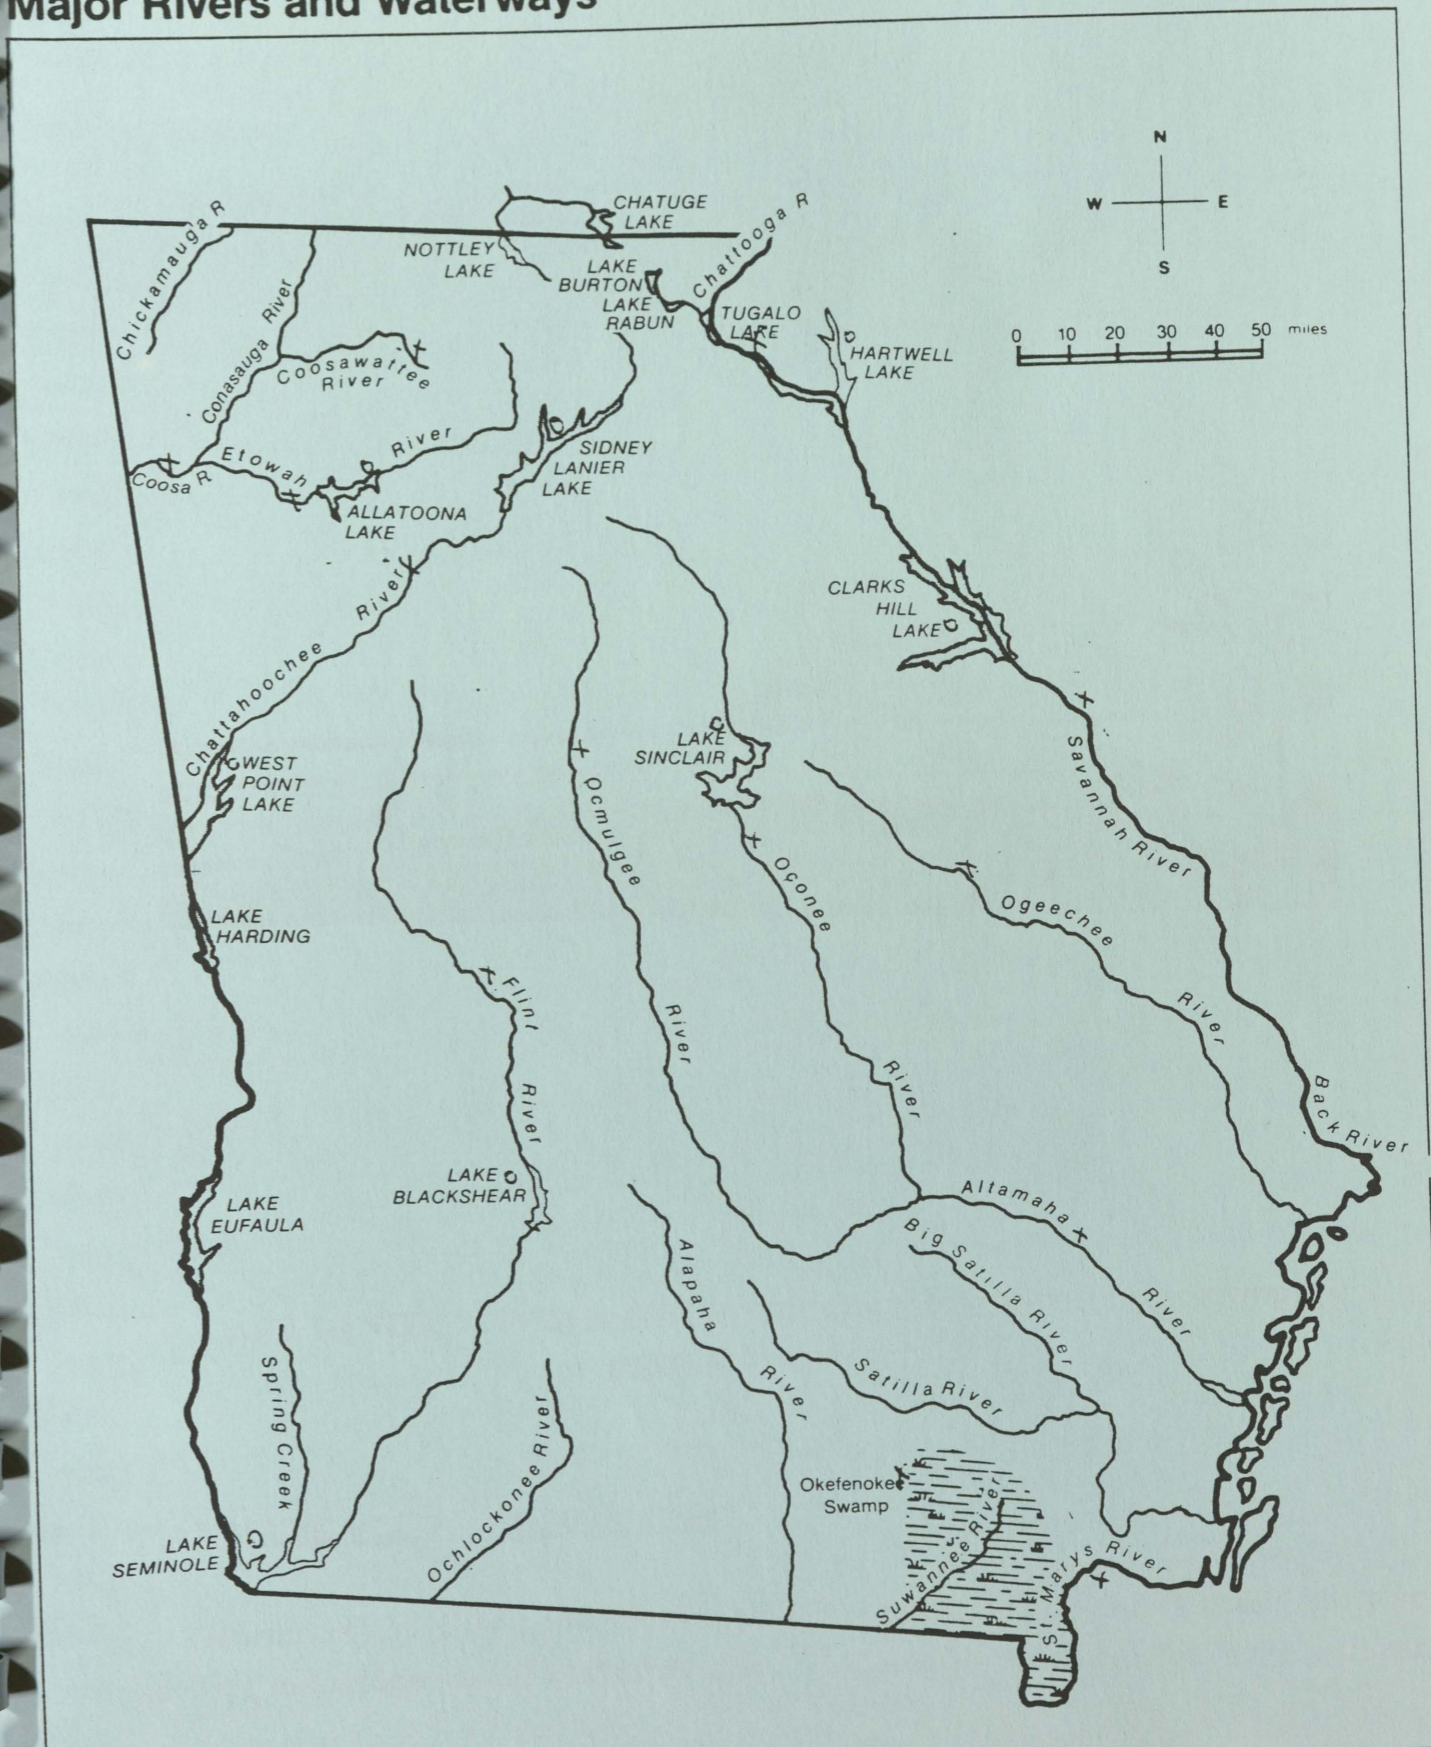 Major Rivers and Waterways
N
W E
S
0 10 20 30 40 50 miles
Chickamauga R
CHATUGE
LAKE
NOTTLEY
LAKE
Chattooga R
LAKE
BURTON
LAKE
RABUN
TUGALO
LAKE
HARTWELL
LAKE
Conasauga River
Coosawattee
River
Etowah River
Coosa R
SIDNEY
LANIER
LAKE
ALLATOONA
LAKE
Chattahoochee River
CLARKS
HILL
LAKE
WEST
POINT
LAKE
LAKE
SINCLAIR
Savannah River
Ocmulgee River
Oconee River
Ogeechee River
LAKE
HARDING
Flint River
Back River
LAKE
BLACKSHEAR
LAKE
EUFAULA
Altamaha River
Big Satilla River
Alapaha River
Satilla River
Spring Creek
Ochlockonee River
Okefenokee
Swamp
Suwannee River
St. Marys River
LAKE
SEMINOLE